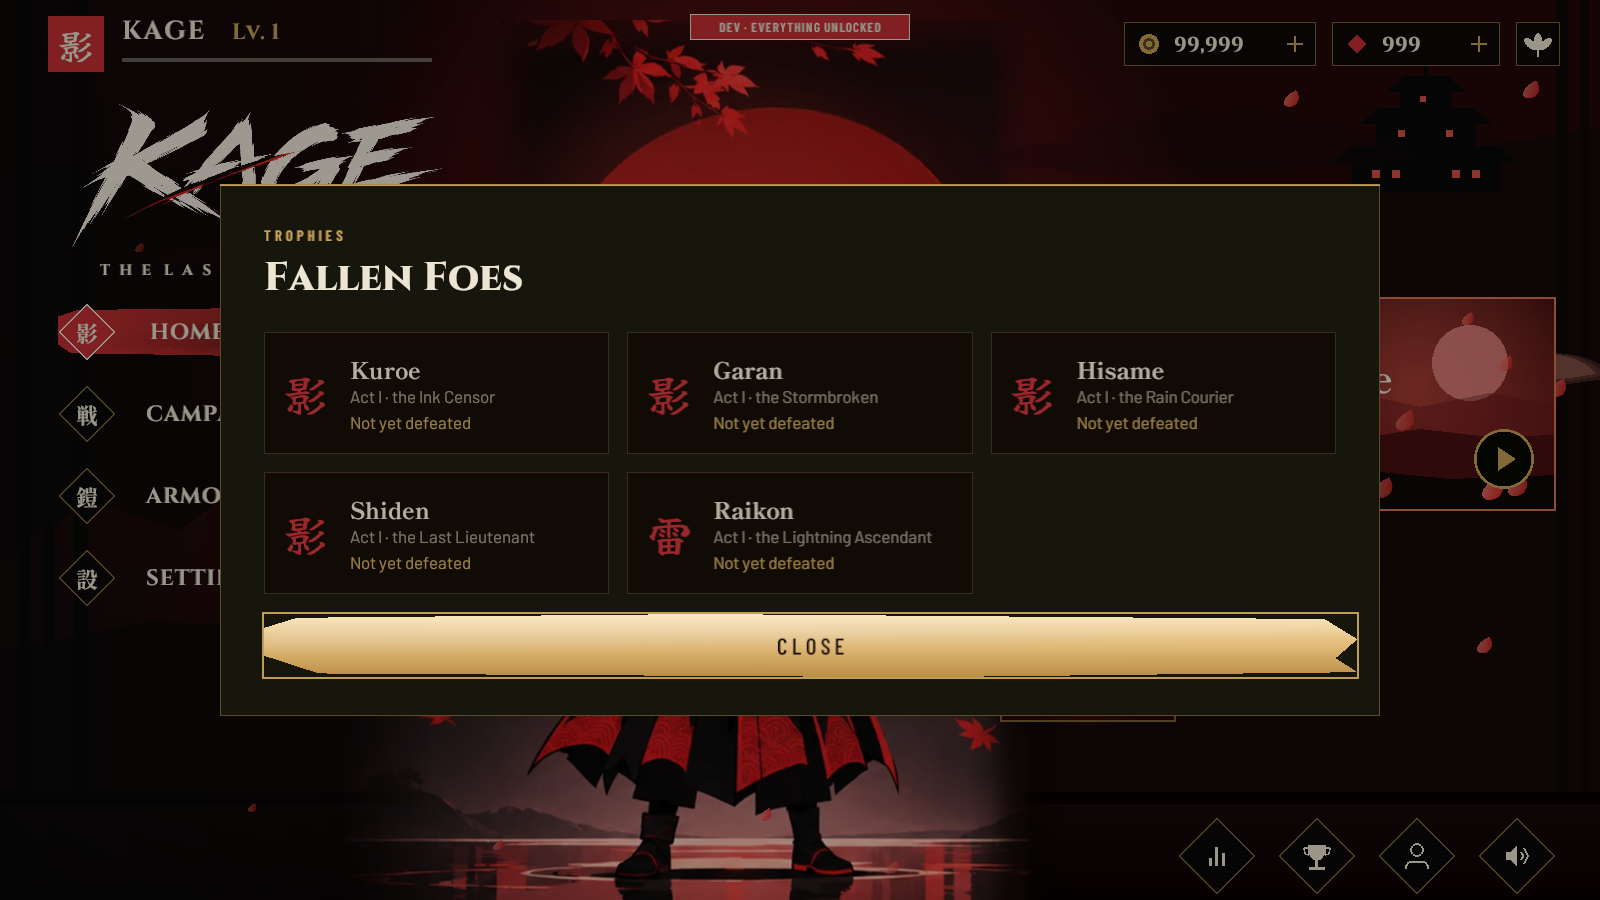 影
KAGE Lv. 1
DEV · EVERYTHING UNLOCKED
99,999
999
KAGE
THE LAS
影 HOME
戦 CAMPA
鎧 ARMO
設 SETTI
TROPHIES
FALLEN FOES
影
Kuroe
Act I · the Ink Censor
Not yet defeated
影
Garan
Act I · the Stormbroken
Not yet defeated
影
Hisame
Act I · the Rain Courier
Not yet defeated
影
Shiden
Act I · the Last Lieutenant
Not yet defeated
雷
Raikon
Act I · the Lightning Ascendant
Not yet defeated
e
CLOSE